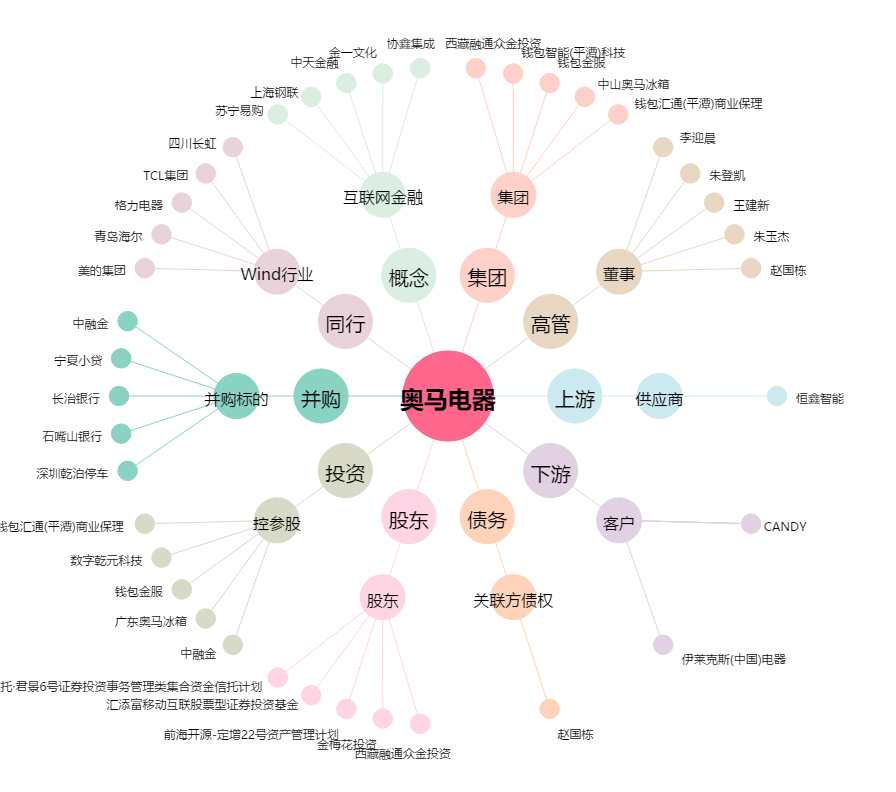 协鑫集成
西藏融通众金投资
金一文化
钱包智能(平潭)科技
中天金融
钱包金服
上海钢联
中山奥马冰箱
苏宁易购
钱包汇通(平潭)商业保理
四川长虹
李迎晨
TCL集团
朱登凯
互联网金融
集团
格力电器
王建新
青岛海尔
朱玉杰
美的集团
Wind行业
概念
集团
董事
赵国栋
中融金
同行
高管
宁夏小贷
长治银行
并购标的
并购
奥马电器
上游
供应商
恒鑫智能
石嘴山银行
深圳乾泊停车
投资
下游
钱包汇通(平潭)商业保理
控参股
股东
债务
客户
CANDY
数字乾元科技
钱包金服
股东
关联方债权
广东奥马冰箱
中融金
伊莱克斯(中国)电器
托·君景6号证券投资事务管理类集合资金信托计划
汇添富移动互联股票型证券投资基金
前海开源-定增22号资产管理计划
赵国栋
金梅花投资
西藏融通众金投资